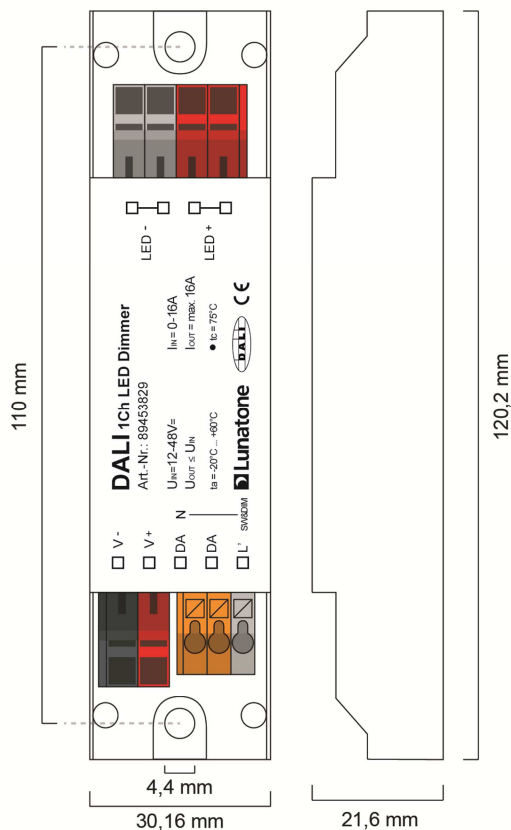 LED -
LED +
DALI 1Ch LED Dimmer
Art.-Nr.: 89453829
UIN=12-48V=
IIN = 0-16A
UOUT ≤ UIN
IOUT = max. 16A
ta = -20°C ... +60°C
● tc = 75°C
Lunatone
DALI
CE
V -
V +
DA
N
DA
L'
SW&DIM
110 mm
120,2 mm
4,4 mm
30,16 mm
21,6 mm